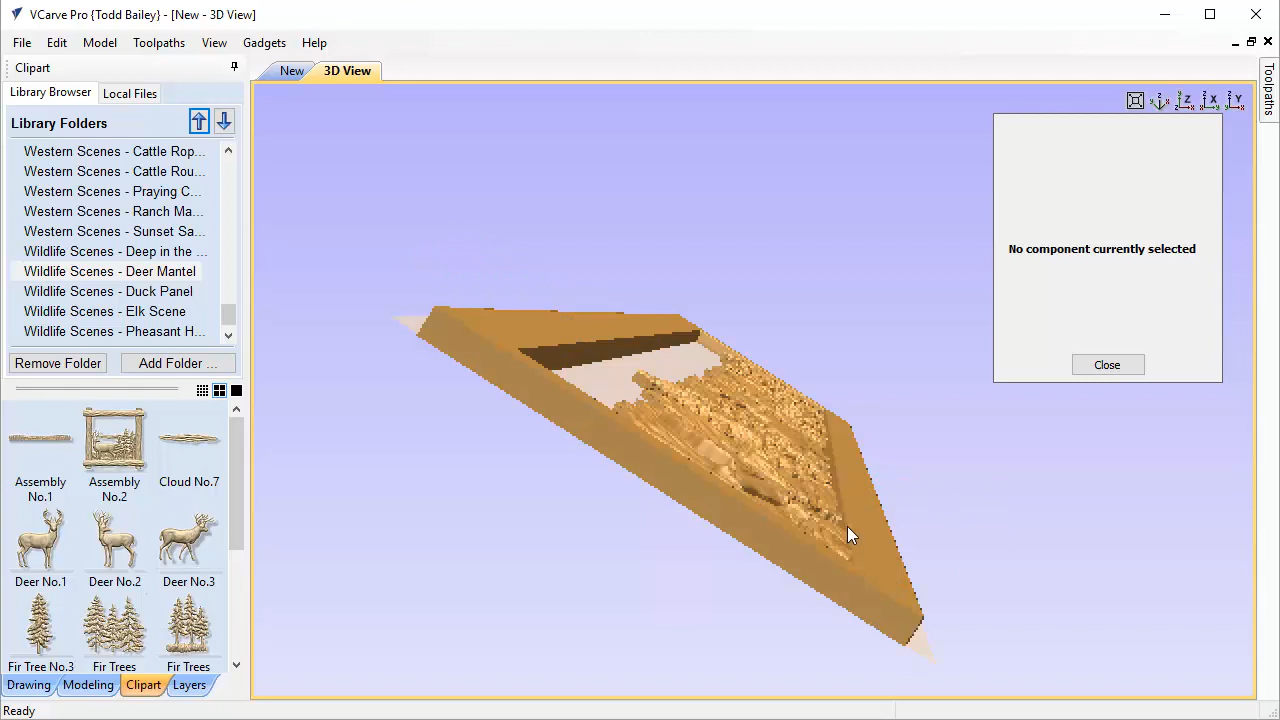 VCarve Pro {Todd Bailey} - [New - 3D View]
File Edit Model Toolpaths View Gadgets Help
Clipart
Library Browser Local Files
Library Folders
Western Scenes - Cattle Rop...
Western Scenes - Cattle Rou...
Western Scenes - Praying C...
Western Scenes - Ranch Ma...
Western Scenes - Sunset Sa...
Wildlife Scenes - Deep in the ...
Wildlife Scenes - Deer Mantel
Wildlife Scenes - Duck Panel
Wildlife Scenes - Elk Scene
Wildlife Scenes - Pheasant H...
Remove Folder Add Folder ...
Assembly No.1
Assembly No.2
Cloud No.7
Deer No.1 Deer No.2 Deer No.3
Fir Tree No.3 Fir Trees Fir Trees
Drawing Modeling Clipart Layers
Ready
New 3D View
Z X Y
No component currently selected
Close
Toolpaths